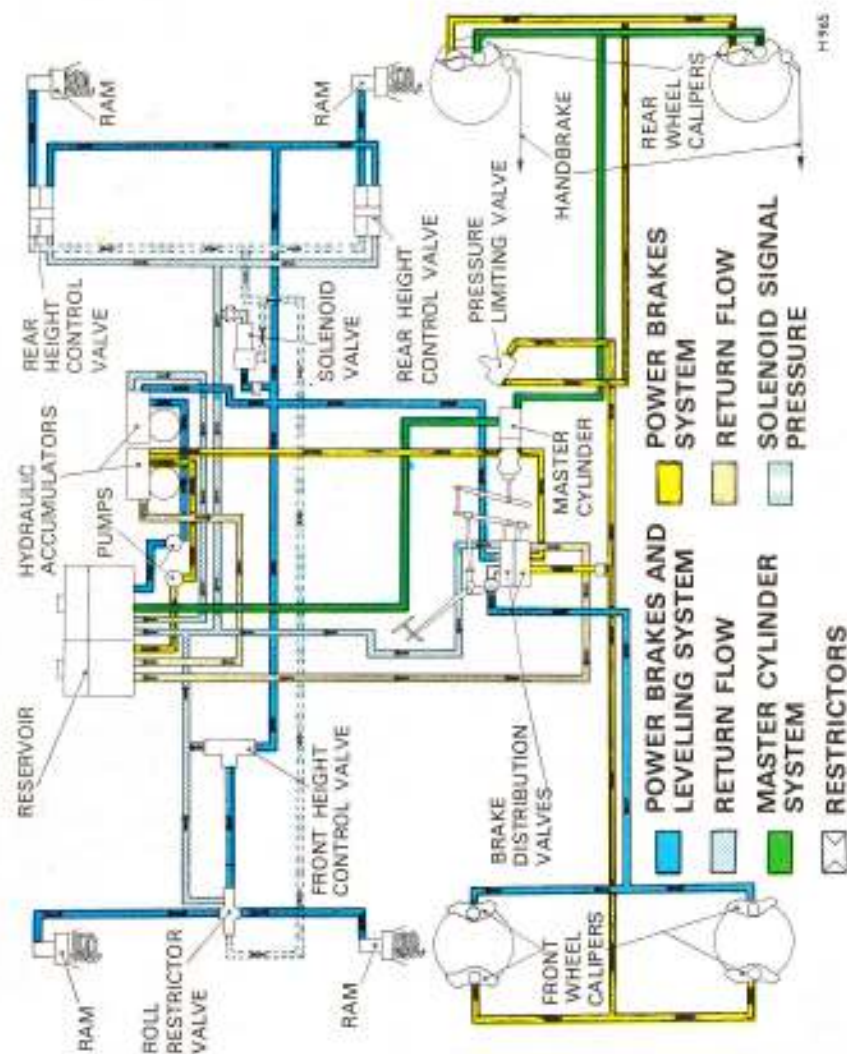 RAM
RAM
REAR
HEIGHT
CONTROL
VALVE
HYDRAULIC
ACCUMULATORS
PUMPS
RESERVOIR
SOLENOID
VALVE
REAR HEIGHT
CONTROL VALVE
FRONT HEIGHT
CONTROL VALVE
RAM
ROLL
RESTRICTOR
VALVE
RAM
PRESSURE
LIMITING VALVE
HANDBRAKE
REAR
WHEEL
CALIPERS
MASTER
CYLINDER
BRAKE
DISTRIBUTION
VALVES
FRONT
WHEEL
CALIPERS
POWER BRAKES AND
LEVELLING SYSTEM
RETURN FLOW
MASTER CYLINDER
SYSTEM
RESTRICTORS
POWER BRAKES
SYSTEM
RETURN FLOW
SOLENOID SIGNAL
PRESSURE
H965